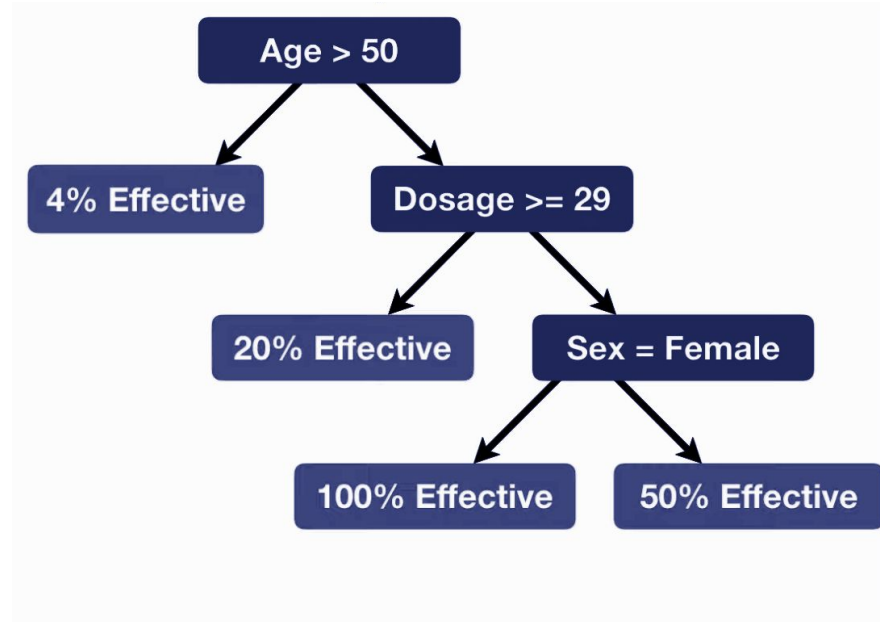 Age > 50
4% Effective
Dosage >= 29
20% Effective
Sex = Female
100% Effective
50% Effective